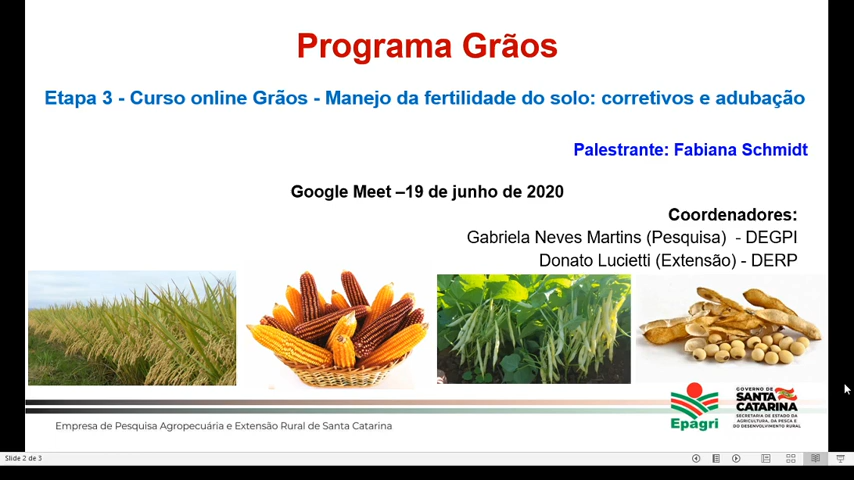 Programa Grãos
Etapa 3 - Curso online Grãos - Manejo da fertilidade do solo: corretivos e adubação
Palestrante: Fabiana Schmidt
Google Meet –19 de junho de 2020
Coordenadores:
Gabriela Neves Martins (Pesquisa)  - DEGPI
Donato Lucietti (Extensão) - DERP
Epagri
GOVERNO DE
SANTA
CATARINA
SECRETARIA DE ESTADO DA
AGRICULTURA, DA PESCA E
DO DESENVOLVIMENTO RURAL
Empresa de Pesquisa Agropecuária e Extensão Rural de Santa Catarina
Slide 2 de 3